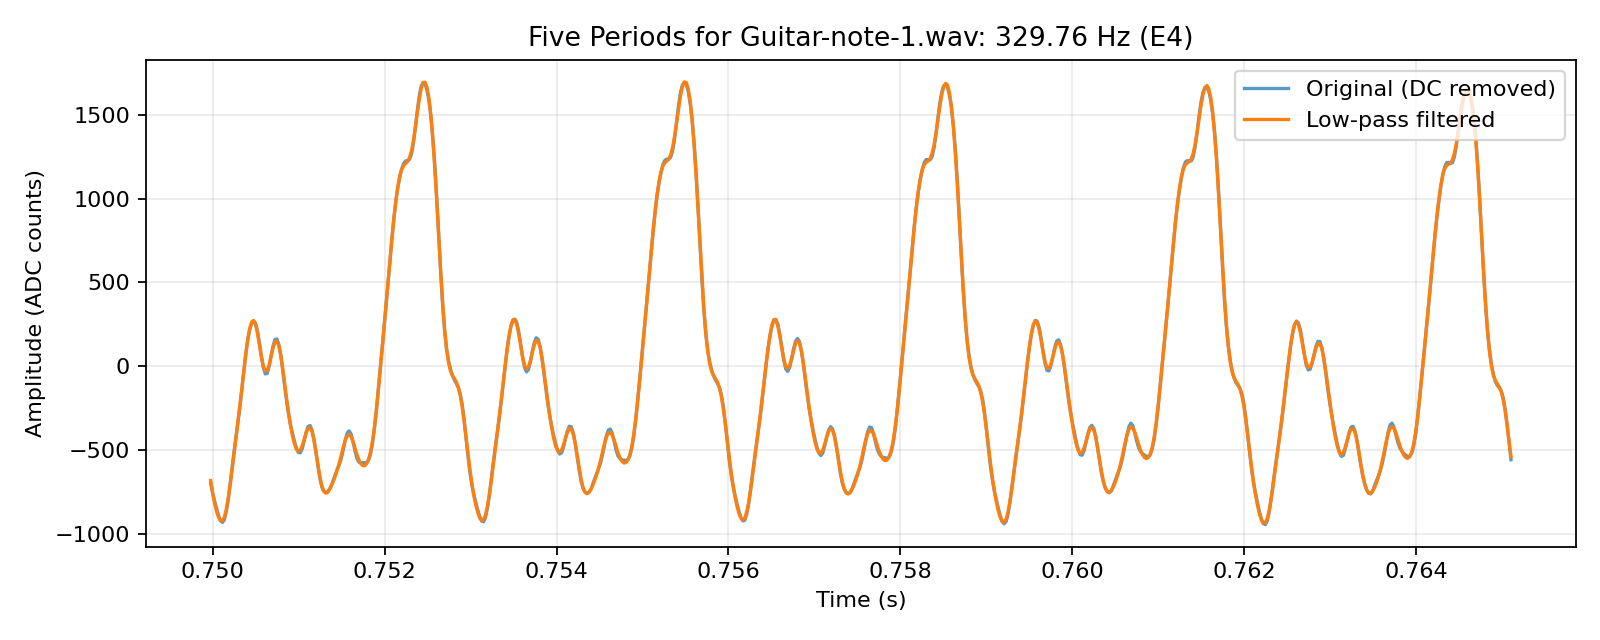 Five Periods for Guitar-note-1.wav: 329.76 Hz (E4)
Original (DC removed)
Low-pass filtered
Amplitude (ADC counts)
1500
1000
500
0
−500
−1000
0.750 0.752 0.754 0.756 0.758 0.760 0.762 0.764
Time (s)